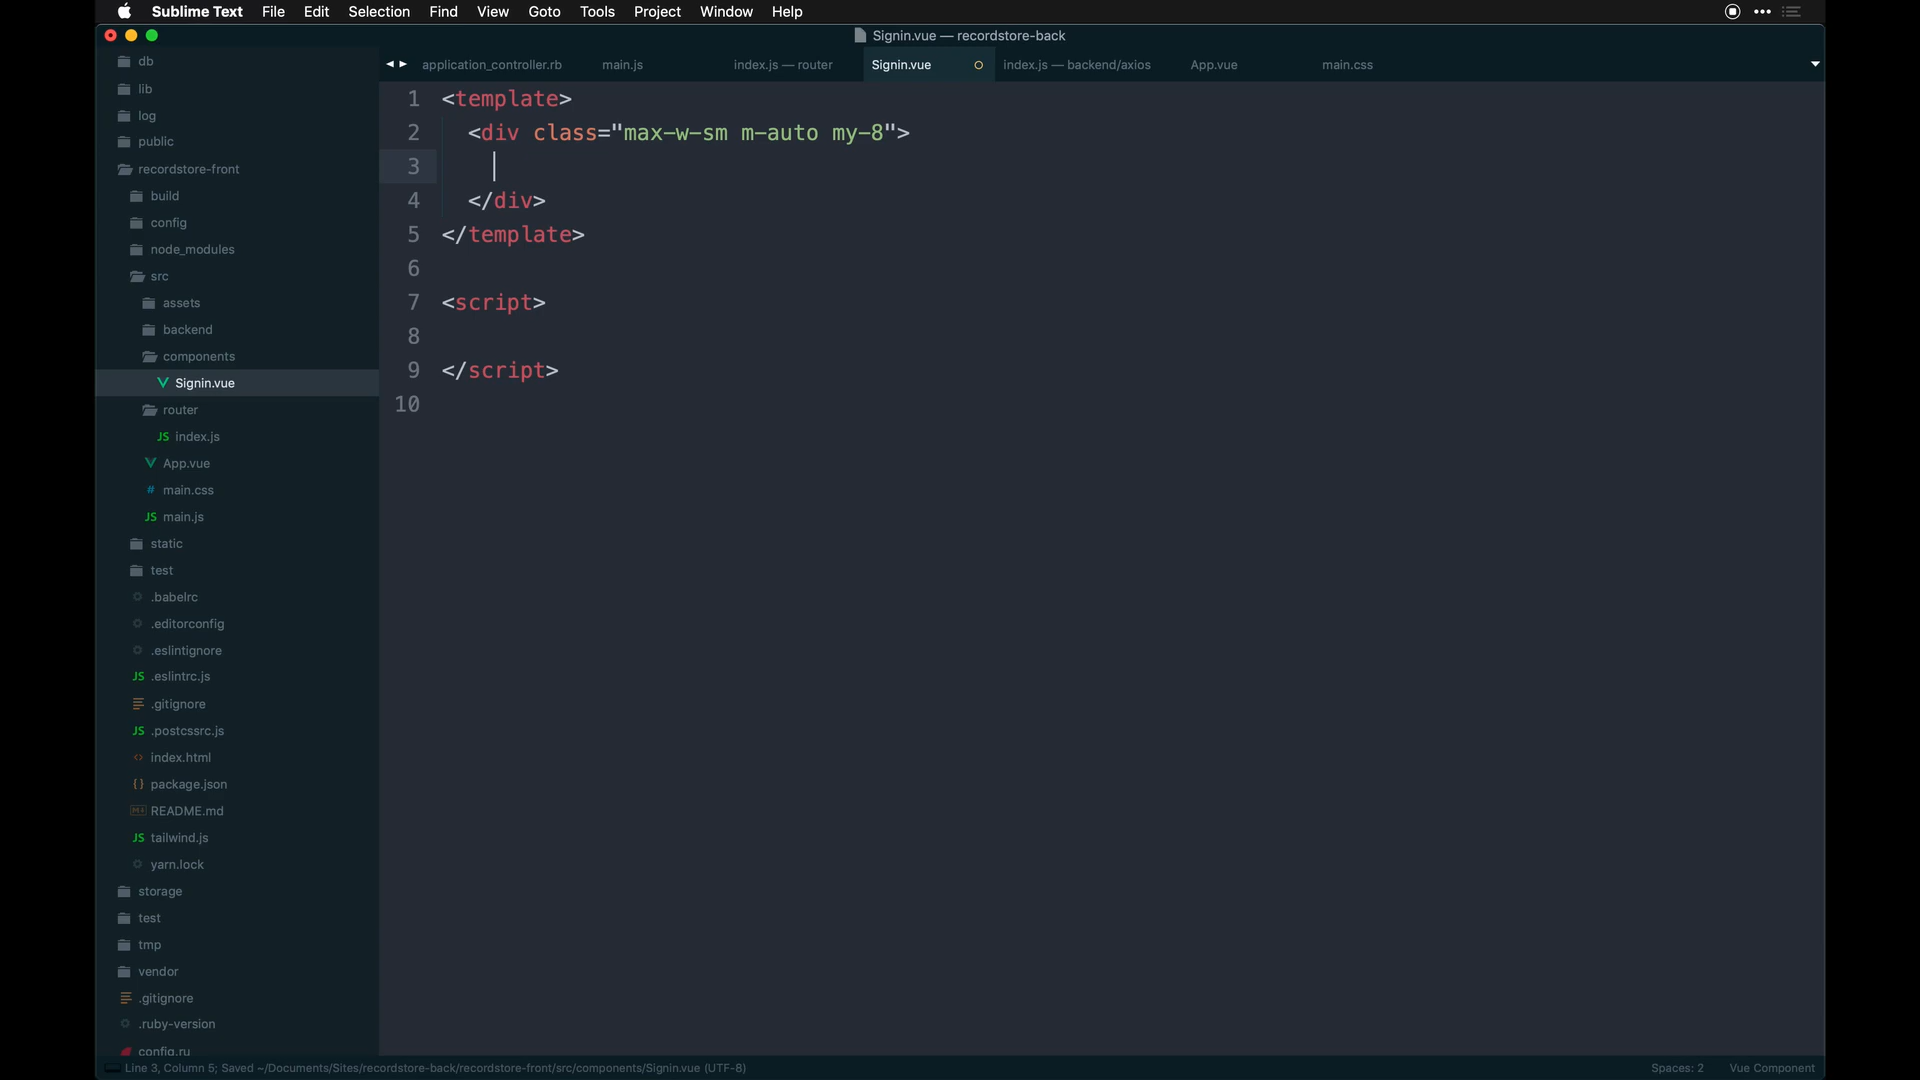 Sublime Text File Edit Selection Find View Goto Tools Project Window Help
Signin.vue — recordstore-back
application_controller.rb main.js index.js — router Signin.vue index.js — backend/axios App.vue main.css
db
lib
log
public
recordstore-front
build
config
node_modules
src
assets
backend
components
Signin.vue
router
JS index.js
App.vue
# main.css
JS main.js
static
test
.babelrc
.editorconfig
.eslintignore
JS .eslintrc.js
.gitignore
JS .postcssrc.js
<> index.html
{} package.json
README.md
JS tailwind.js
yarn.lock
storage
test
tmp
vendor
.gitignore
.ruby-version
config.ru
1 <template>
2 <div class="max-w-sm m-auto my-8">
3
4 </div>
5 </template>
6
7 <script>
8
9 </script>
10
Line 3, Column 5; Saved ~/Documents/Sites/recordstore-back/recordstore-front/src/components/Signin.vue (UTF-8) Spaces: 2 Vue Component